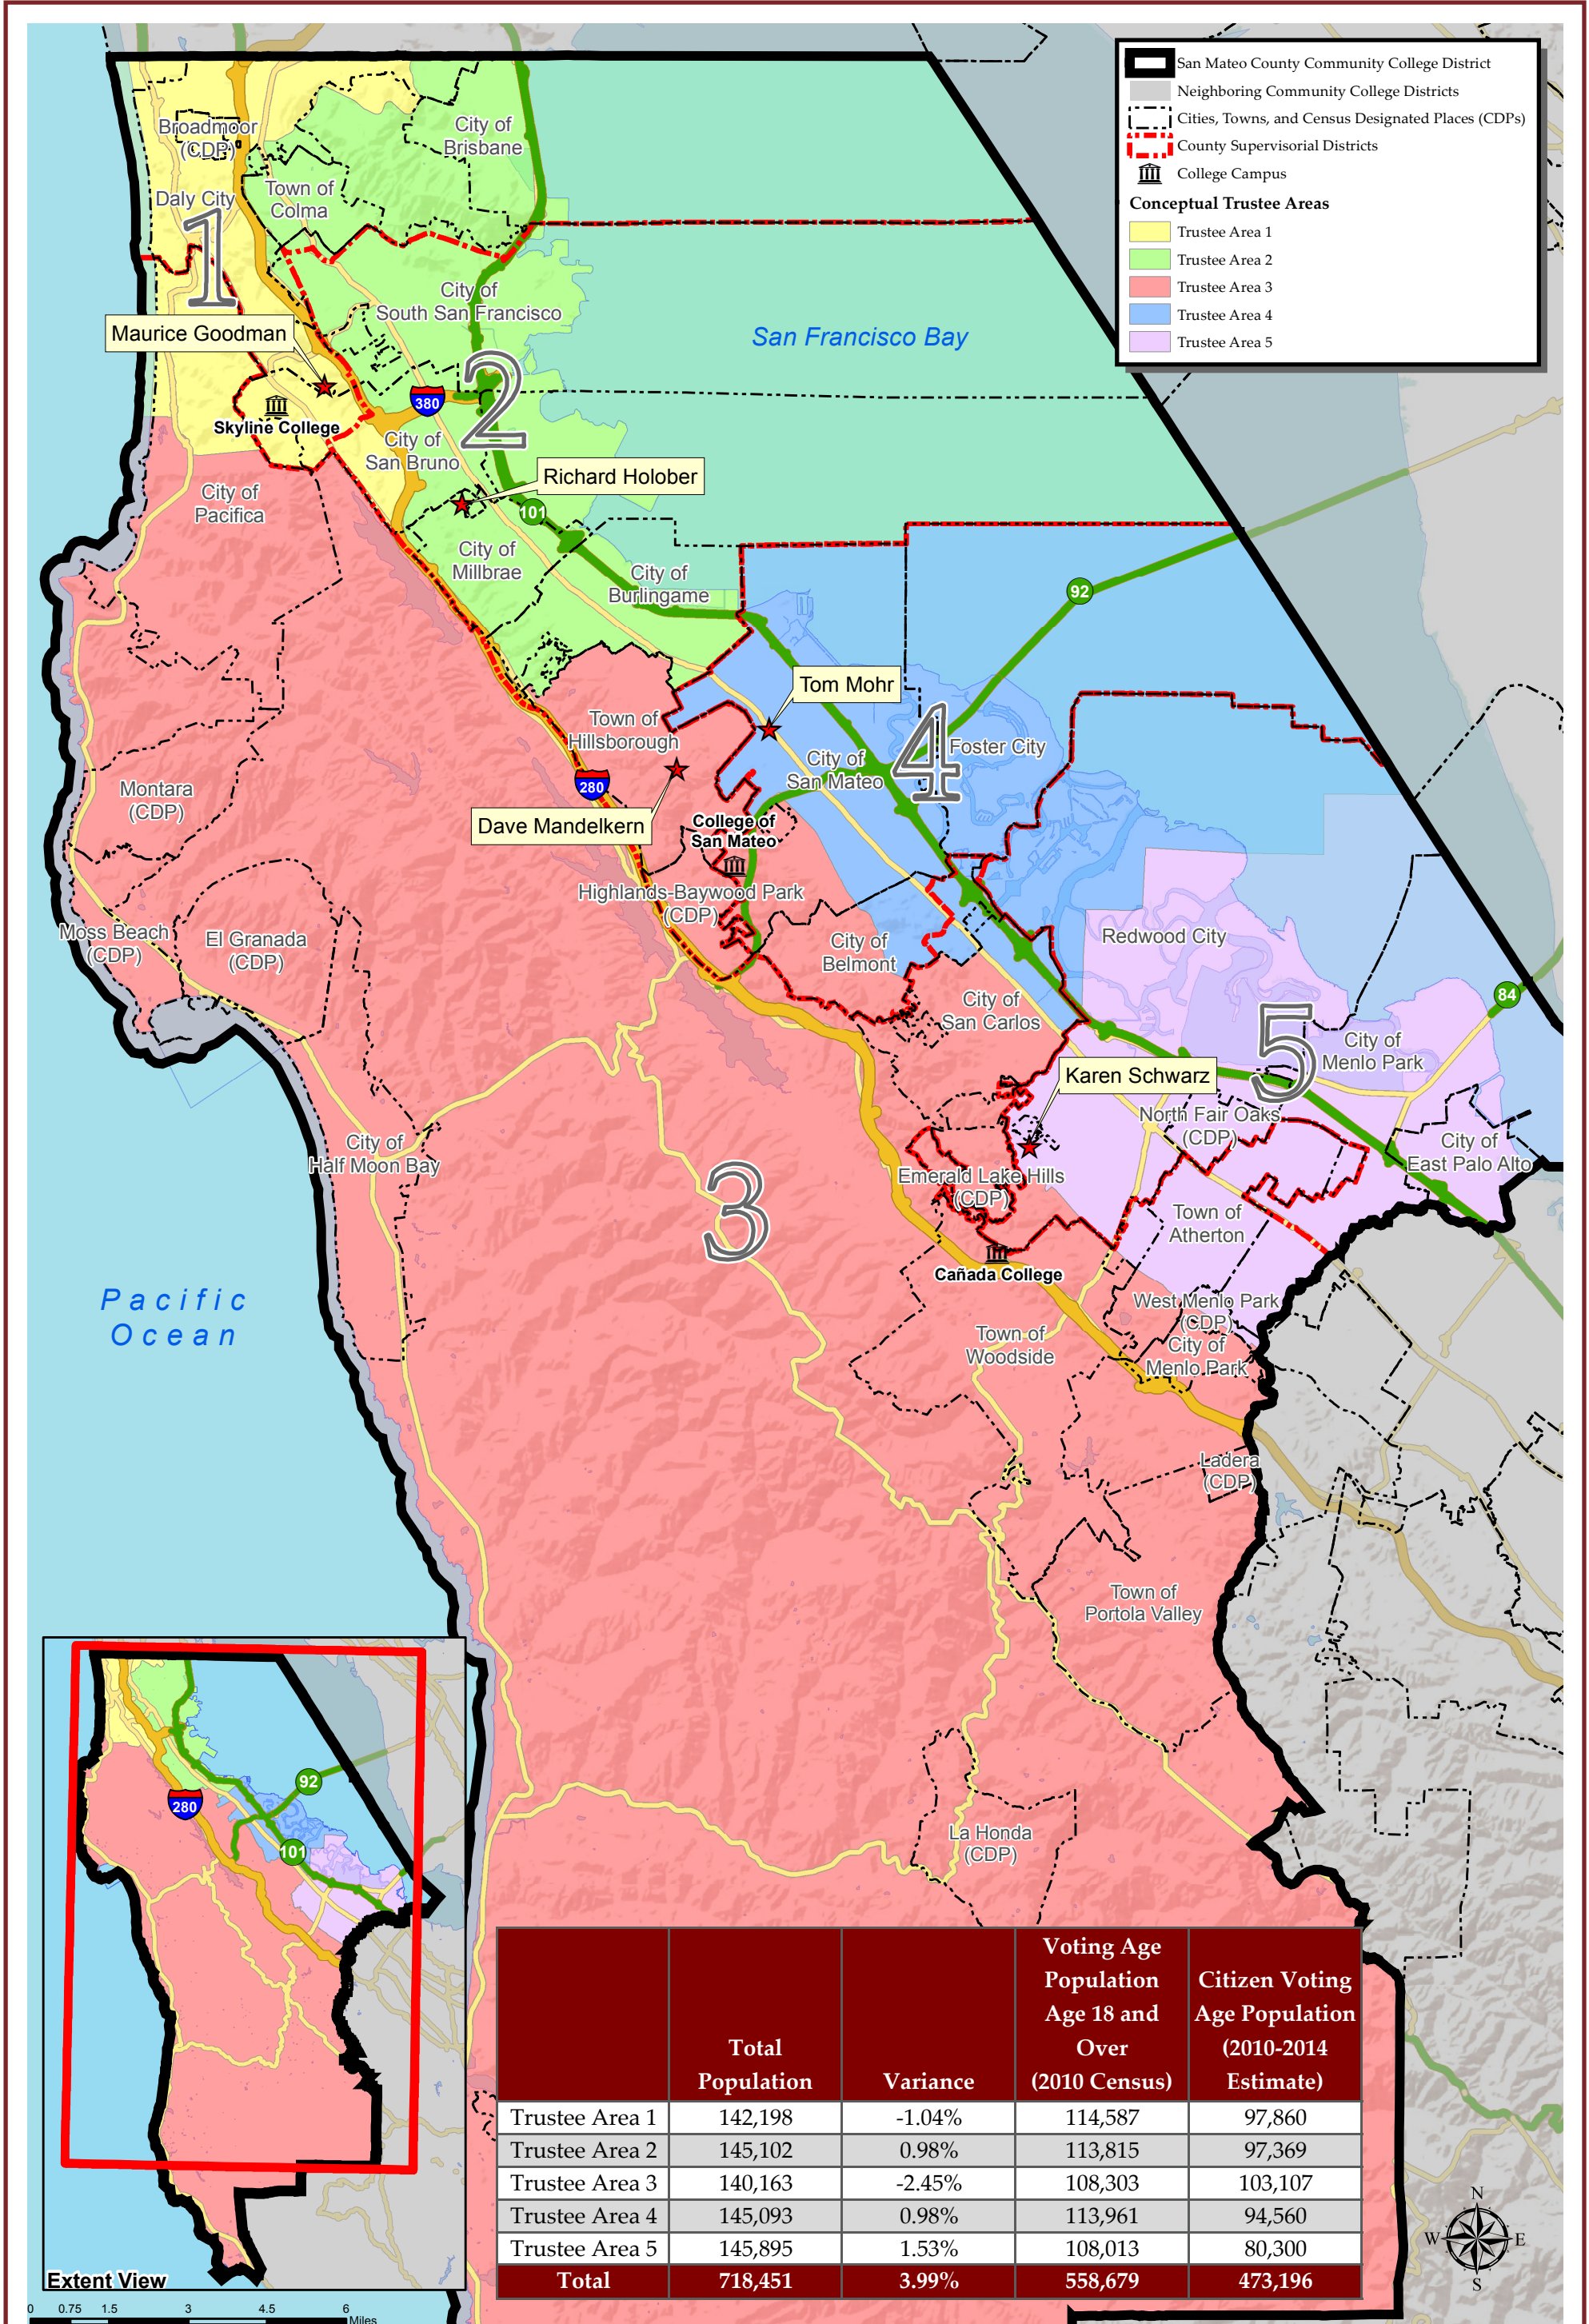 San Mateo County Community College District
Neighboring Community College Districts
Cities, Towns, and Census Designated Places (CDPs)
County Supervisorial Districts
College Campus
Conceptual Trustee Areas
Trustee Area 1
Trustee Area 2
Trustee Area 3
Trustee Area 4
Trustee Area 5
Broadmoor
(CDP)
City of
Brisbane
Daly City
Town of
Colma
1
City of
South San Francisco
Maurice Goodman
San Francisco Bay
2
380
Skyline College
City of
San Bruno
Richard Holober
City of
Pacifica
101
City of
Millbrae
City of
Burlingame
92
Tom Mohr
Town of
Hillsborough
4
Foster City
City of
San Mateo
280
Montara
(CDP)
Dave Mandelkern
College of
San Mateo
Highlands-Baywood Park
(CDP)
Moss Beach
(CDP)
El Granada
(CDP)
City of
Belmont
Redwood City
84
City of
San Carlos
5
City of
Menlo Park
Karen Schwarz
North Fair Oaks
(CDP)
City of
East Palo Alto
City of
Half Moon Bay
3
Emerald Lake Hills
(CDP)
Town of
Atherton
Cañada College
Pacific
Ocean
West Menlo Park
(CDP)
Town of
Woodside
City of
Menlo Park
Ladera
(CDP)
Town of
Portola Valley
La Honda
(CDP)
92
280
101
Extent View
0 0.75 1.5 3 4.5 6
Miles
Total Population Variance Voting Age Population Age 18 and Over (2010 Census) Citizen Voting Age Population (2010-2014 Estimate)
Trustee Area 1 142,198 -1.04% 114,587 97,860
Trustee Area 2 145,102 0.98% 113,815 97,369
Trustee Area 3 140,163 -2.45% 108,303 103,107
Trustee Area 4 145,093 0.98% 113,961 94,560
Trustee Area 5 145,895 1.53% 108,013 80,300
Total 718,451 3.99% 558,679 473,196
N
W E
S